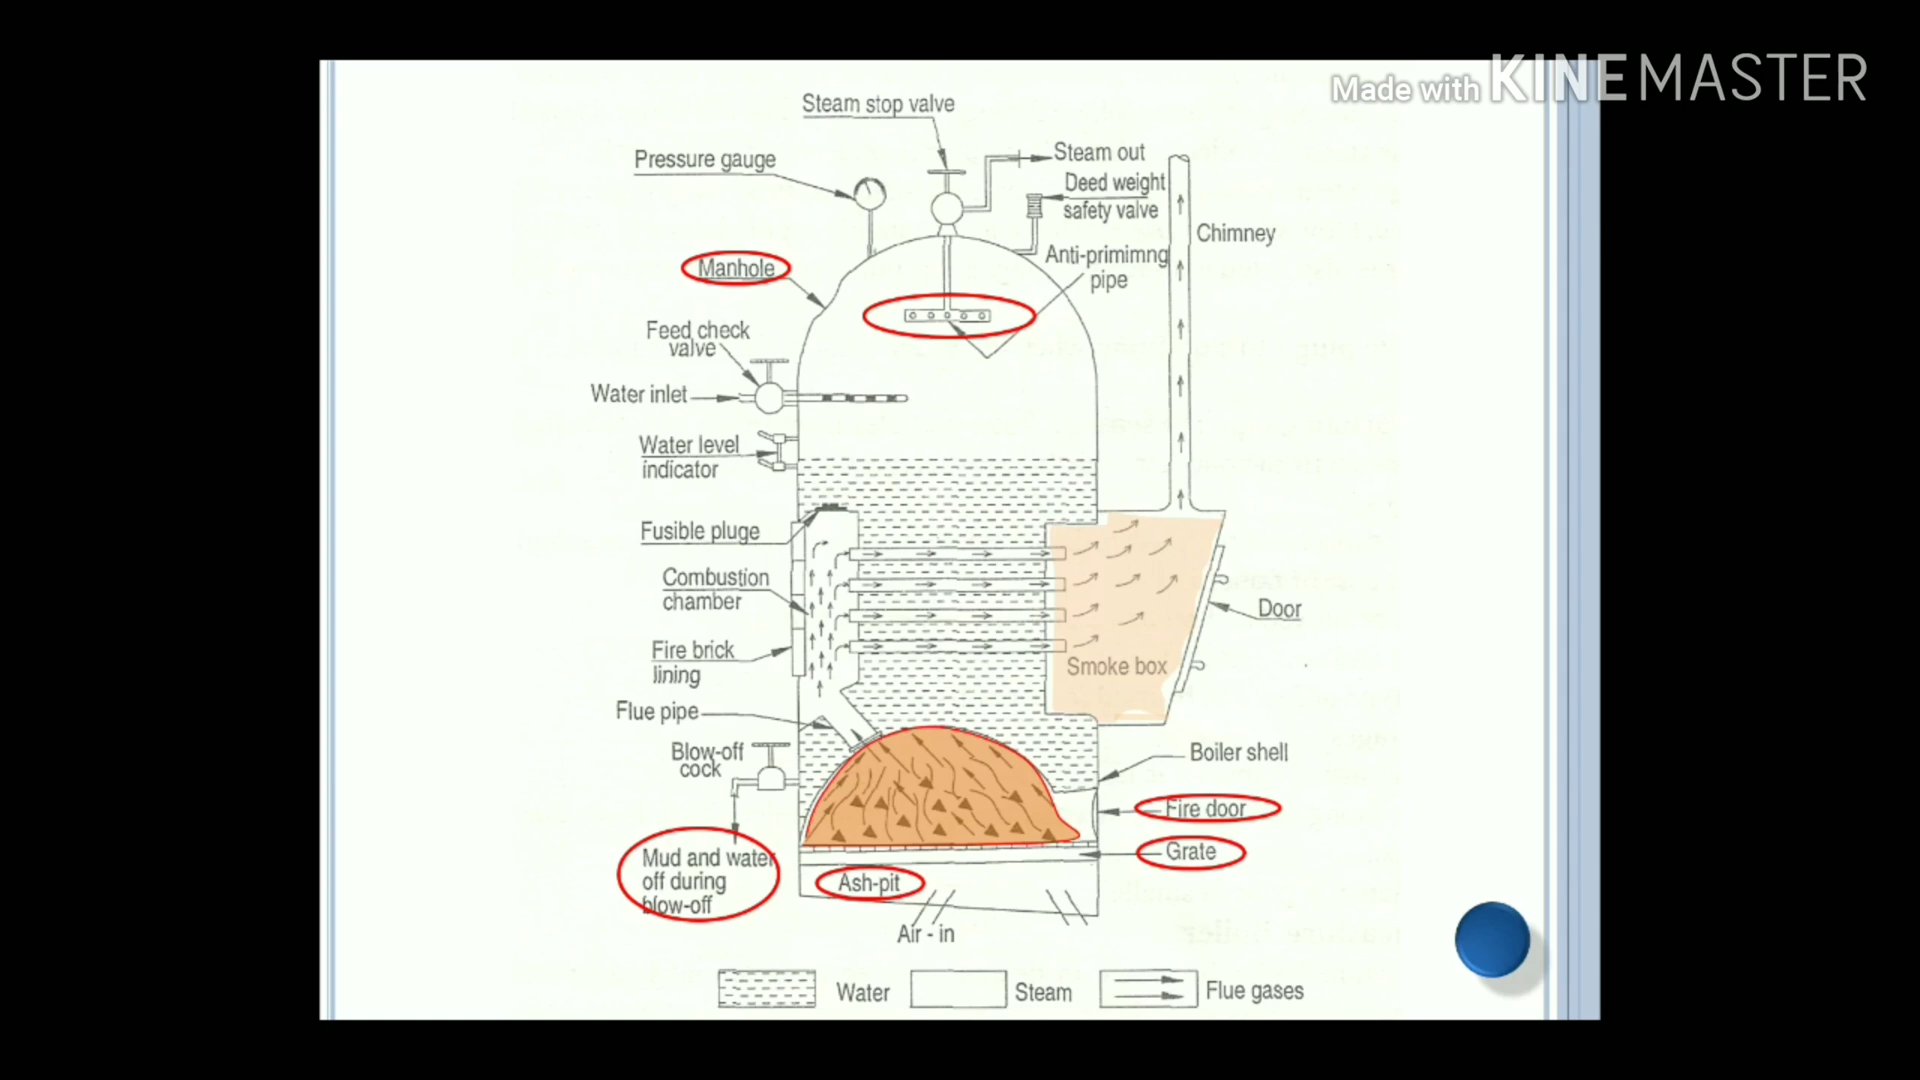 Made with KINEMASTER
Steam stop valve
Pressure gauge
Steam out
Deed weight
safety valve
Chimney
Manhole
Anti-primimng
pipe
Feed check
valve
Water inlet
Water level
indicator
Fusible pluge
Combustion
chamber
Door
Fire brick
lining
Smoke box
Flue pipe
Blow-off
cock
Boiler shell
Fire door
Mud and water
off during
blow-off
Grate
Ash-pit
Air - in
Water
Steam
Flue gases